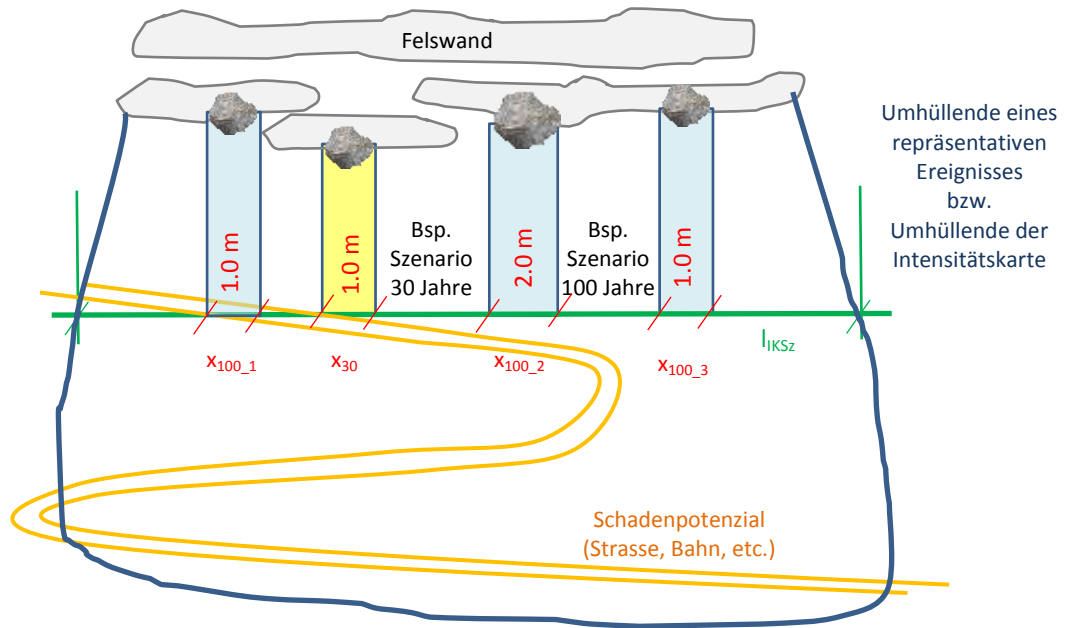 Felswand
Umhüllende eines
repräsentativen
Ereignisses
bzw.
Umhüllende der
Intensitätskarte
1.0 m
1.0 m
Bsp.
Szenario
30 Jahre
2.0 m
Bsp.
Szenario
100 Jahre
1.0 m
x100_1
x30
x100_2
x100_3
lIKSz
Schadenpotenzial
(Strasse, Bahn, etc.)